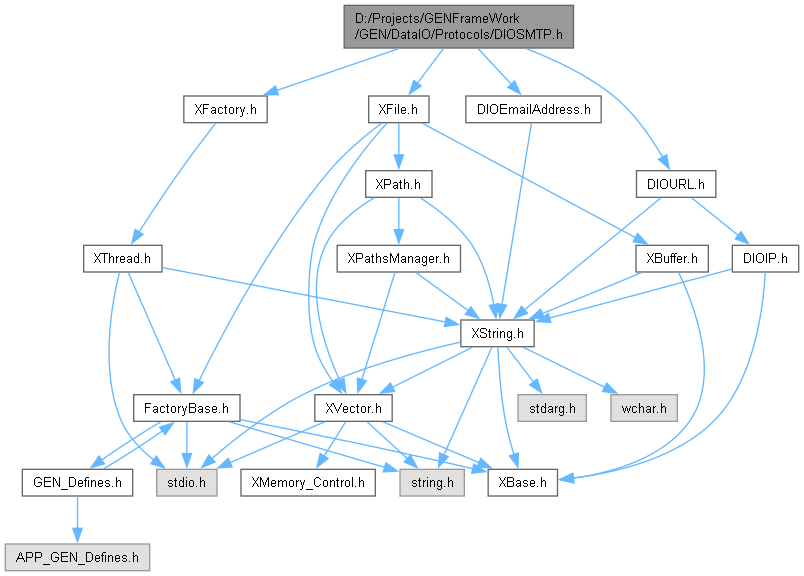 D:/Projects/GENFrameWork
/GEN/DataIO/Protocols/DIOSMTP.h
XFactory.h
XFile.h
DIOEmailAddress.h
XPath.h
DIOURL.h
XThread.h
XPathsManager.h
XBuffer.h
DIOIP.h
XString.h
FactoryBase.h
XVector.h
stdarg.h
wchar.h
GEN_Defines.h
stdio.h
XMemory_Control.h
string.h
XBase.h
APP_GEN_Defines.h